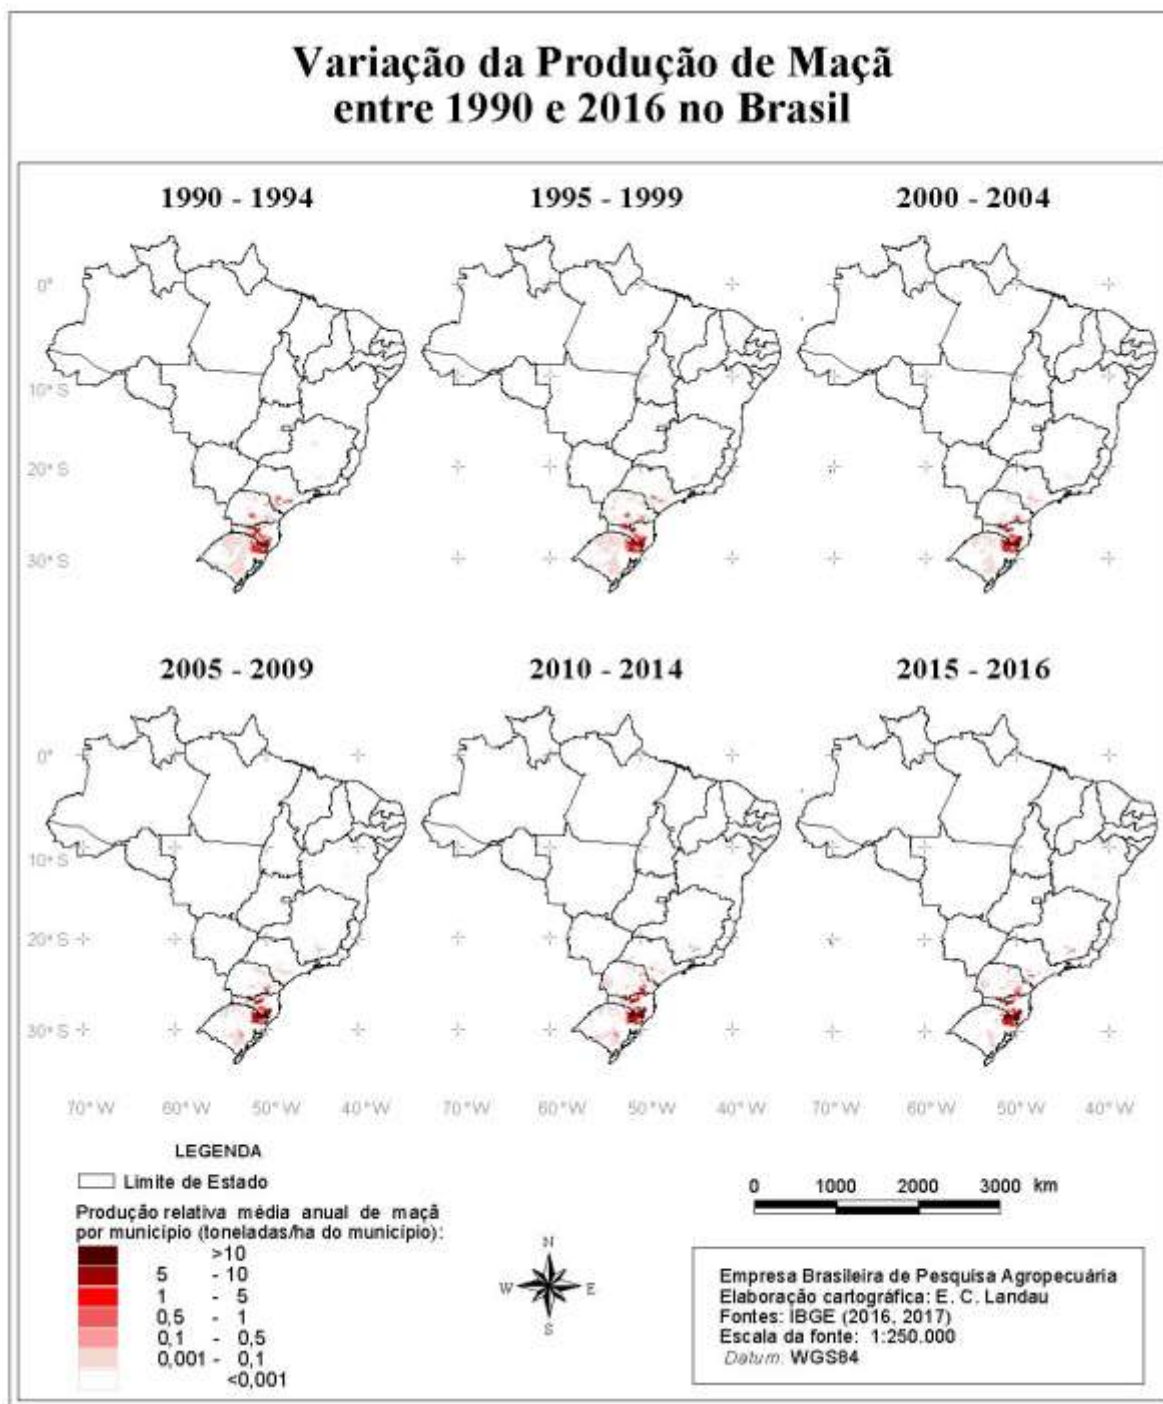 Variação da Produção de Maçã
entre 1990 e 2016 no Brasil
1990 - 1994
1995 - 1999
2000 - 2004
0°
10° S
20° S
30° S
2005 - 2009
2010 - 2014
2015 - 2016
0°
10° S
20° S
30° S
70° W 60° W 50° W 40° W 70° W 60° W 50° W 40° W 70° W 60° W 50° W 40° W
LEGENDA
Limite de Estado
Produção relativa média anual de maçã
por município (toneladas/ha do município):
>10
5 - 10
1 - 5
0,5 - 1
0,1 - 0,5
0,001 - 0,1
<0,001
N
W E
S
0 1000 2000 3000 km
Empresa Brasileira de Pesquisa Agropecuária
Elaboração cartográfica: E. C. Landau
Fontes: IBGE (2016, 2017)
Escala da fonte: 1:250.000
Datum: WGS84